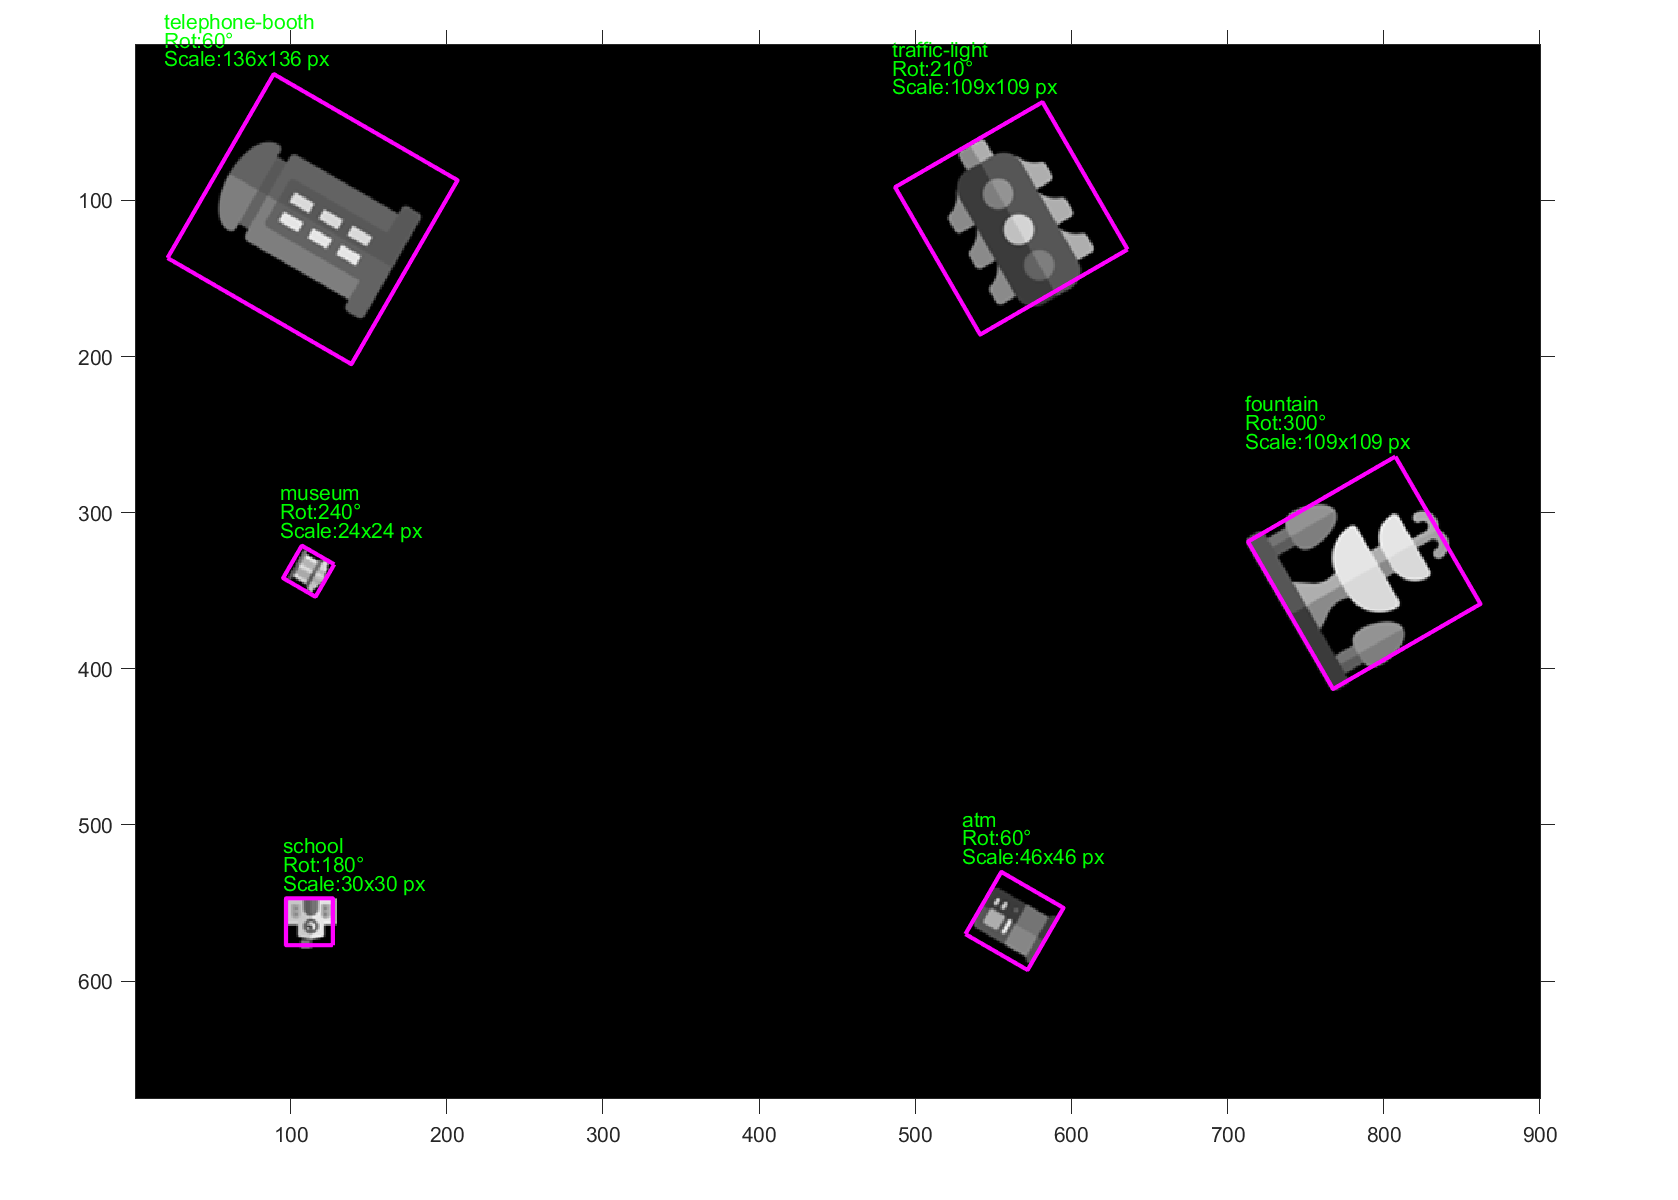 telephone-booth
Rot:60°
Scale:136x136 px
traffic-light
Rot:210°
Scale:109x109 px
100
200
fountain
Rot:300°
Scale:109x109 px
museum
Rot:240°
Scale:24x24 px
300
400
500
atm
Rot:60°
Scale:46x46 px
school
Rot:180°
Scale:30x30 px
600
100 200 300 400 500 600 700 800 900